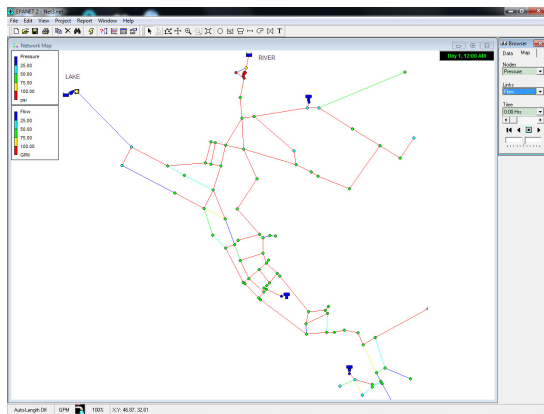 EPANET 2 - Net3.net
File Edit View Project Report Window Help
Network Map
Day 1, 12:00 AM
Pressure
25.00
50.00
75.00
100.00
psi
Flow
25.00
50.00
75.00
100.00
GPM
LAKE
RIVER
Browser
Data Map
Nodes
Pressure
Links
Flow
Time
0:00 Hrs
Auto-Length Off GPM 100% X,Y: 46.87, 32.61